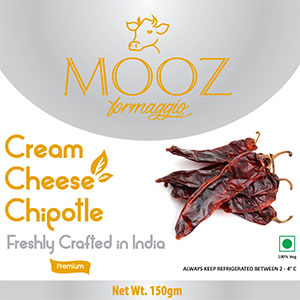 MOOZ
formaggio
Cream
Cheese
Chipotle
Freshly Crafted in India
Premium
100% Veg
ALWAYS KEEP REFRIGERATED BETWEEN 2 - 4° C
Net Wt. 150gm